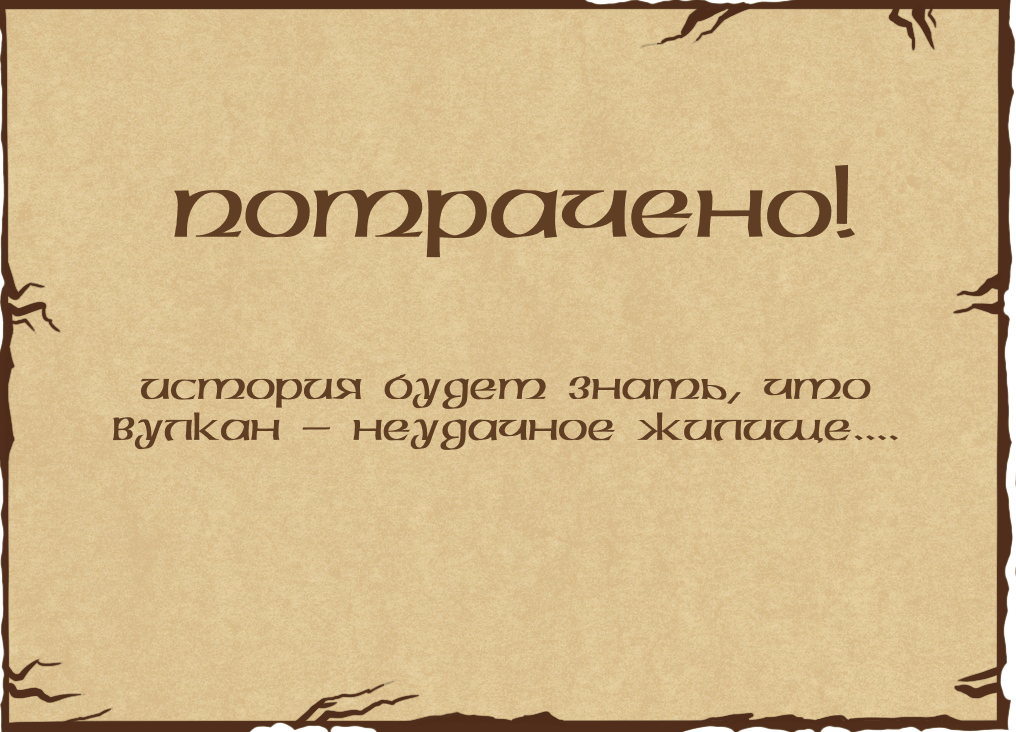 потрачено!
история будет знать, что
вулкан – неудачное жилище....